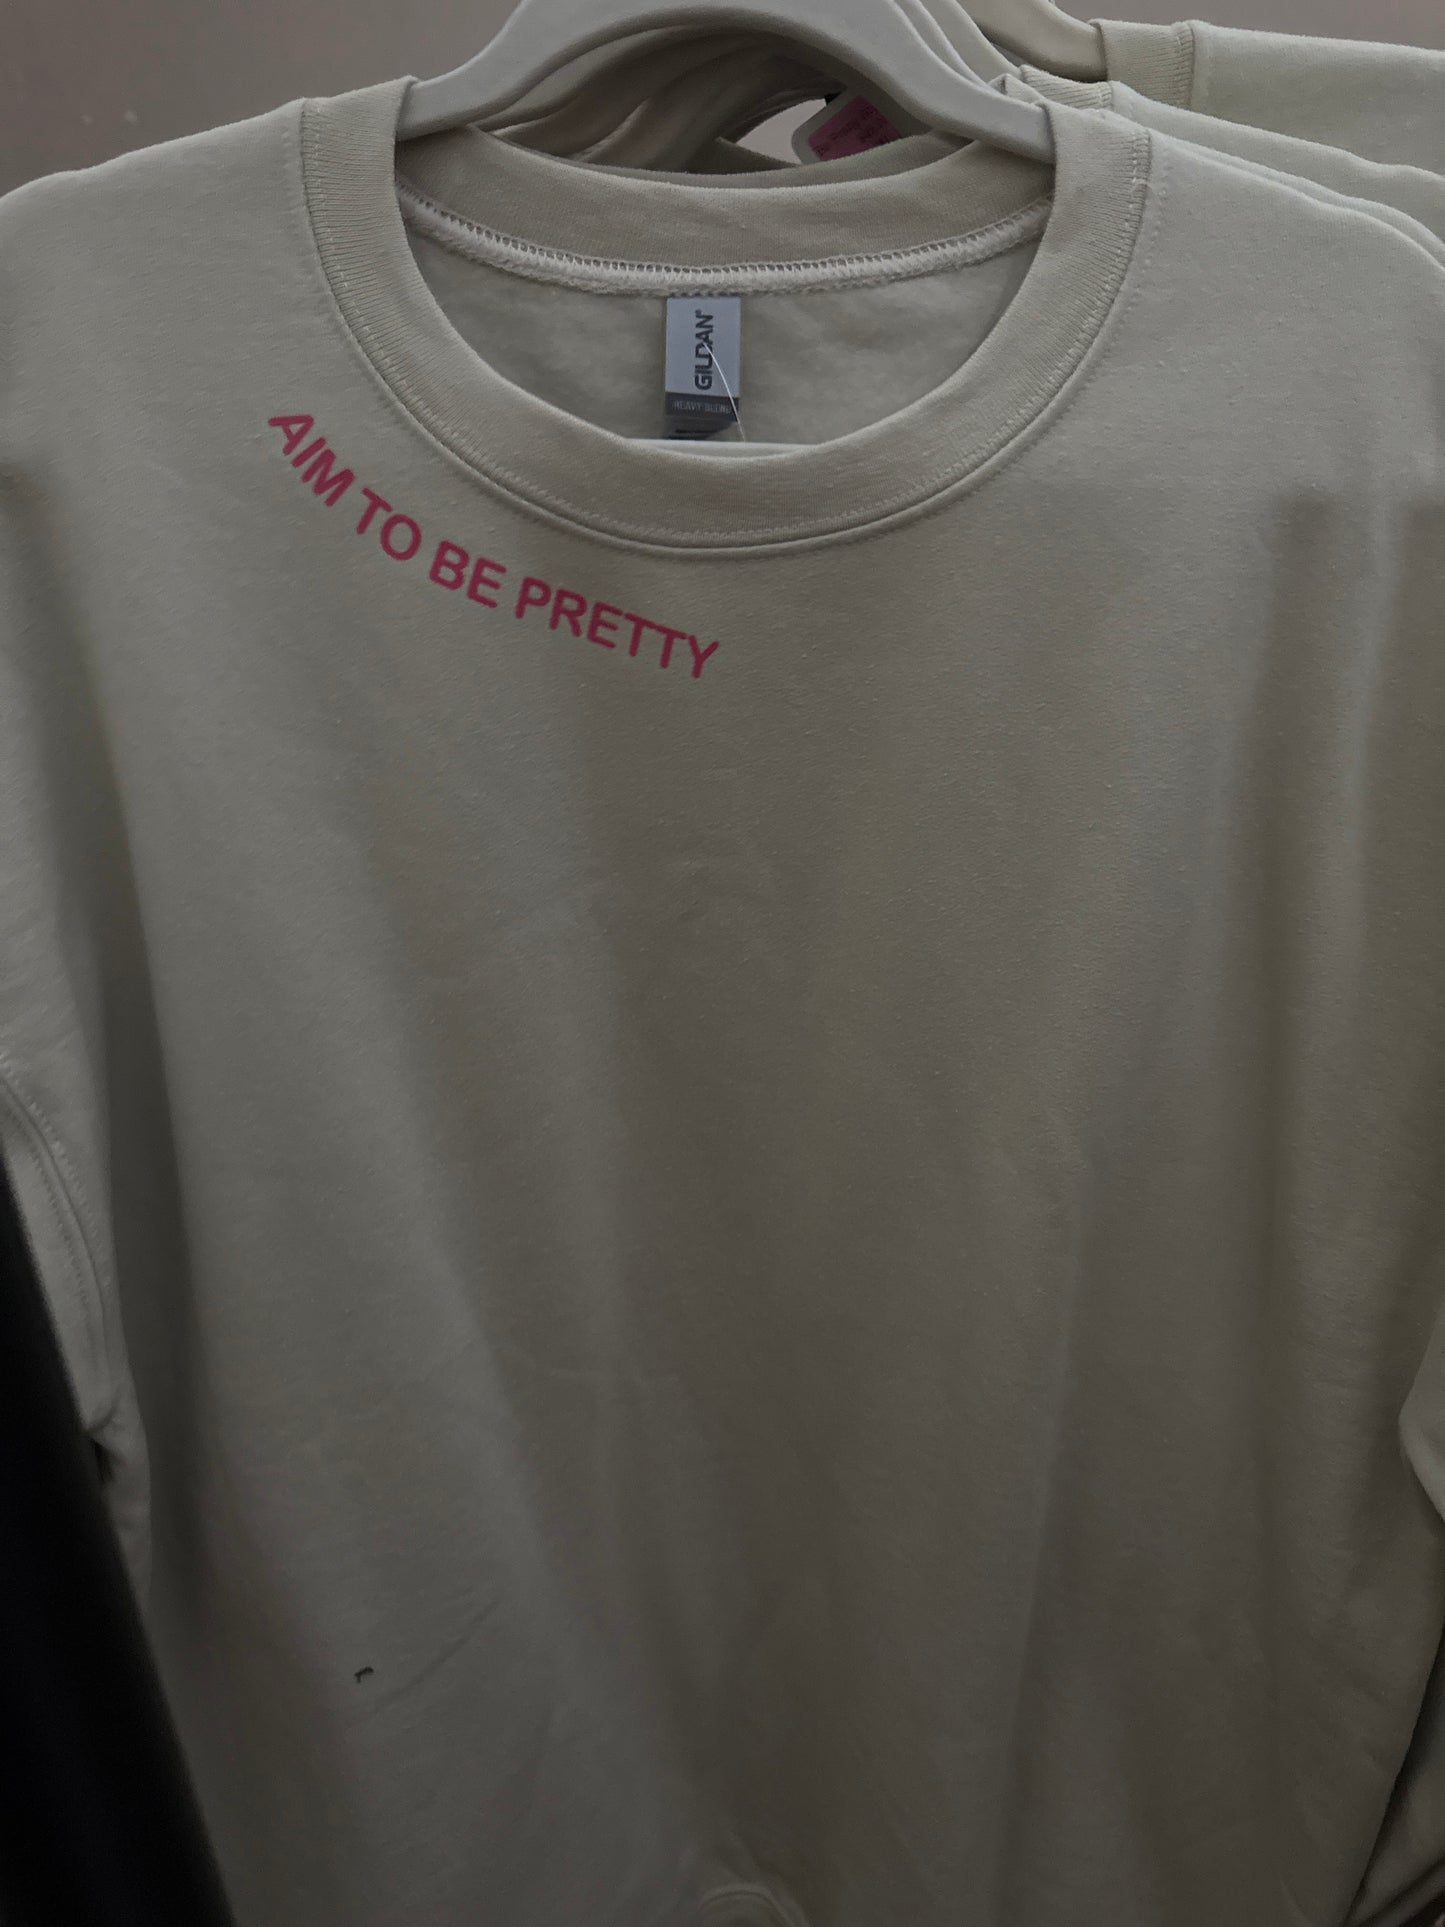 GILDAN®
HEAVY BLEND
AIM TO BE PRETTY